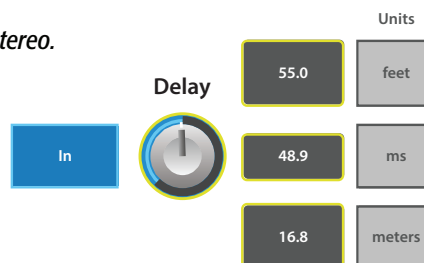 Units
tereo.
55.0 feet
Delay
In 48.9 ms
16.8 meters